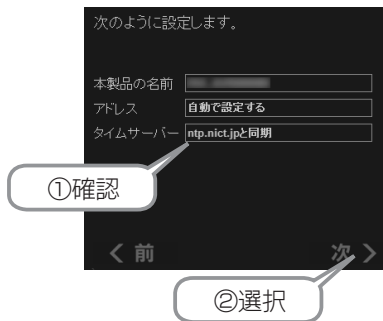 次のように設定します。
本製品の名前
アドレス 自動で設定する
タイムサーバー ntp.nict.jpと同期
①確認
< 前 次 >
②選択